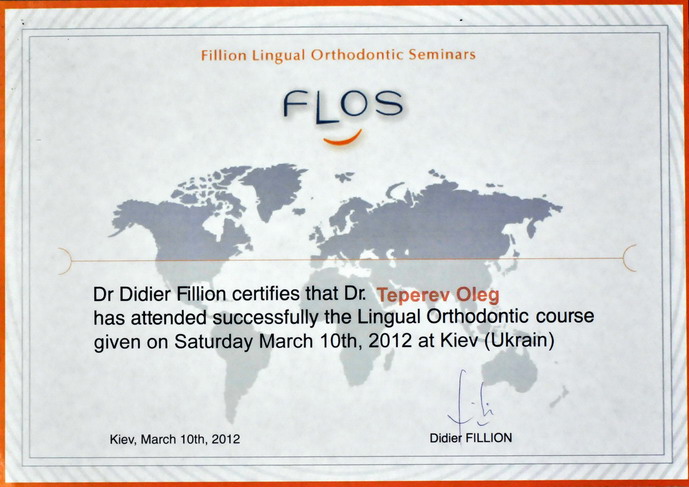 Fillion Lingual Orthodontic Seminars
FLOS
Dr Didier Fillion certifies that Dr. Teperev Oleg
has attended successfully the Lingual Orthodontic course
given on Saturday March 10th, 2012 at Kiev (Ukrain)
Kiev, March 10th, 2012
Didier FILLION